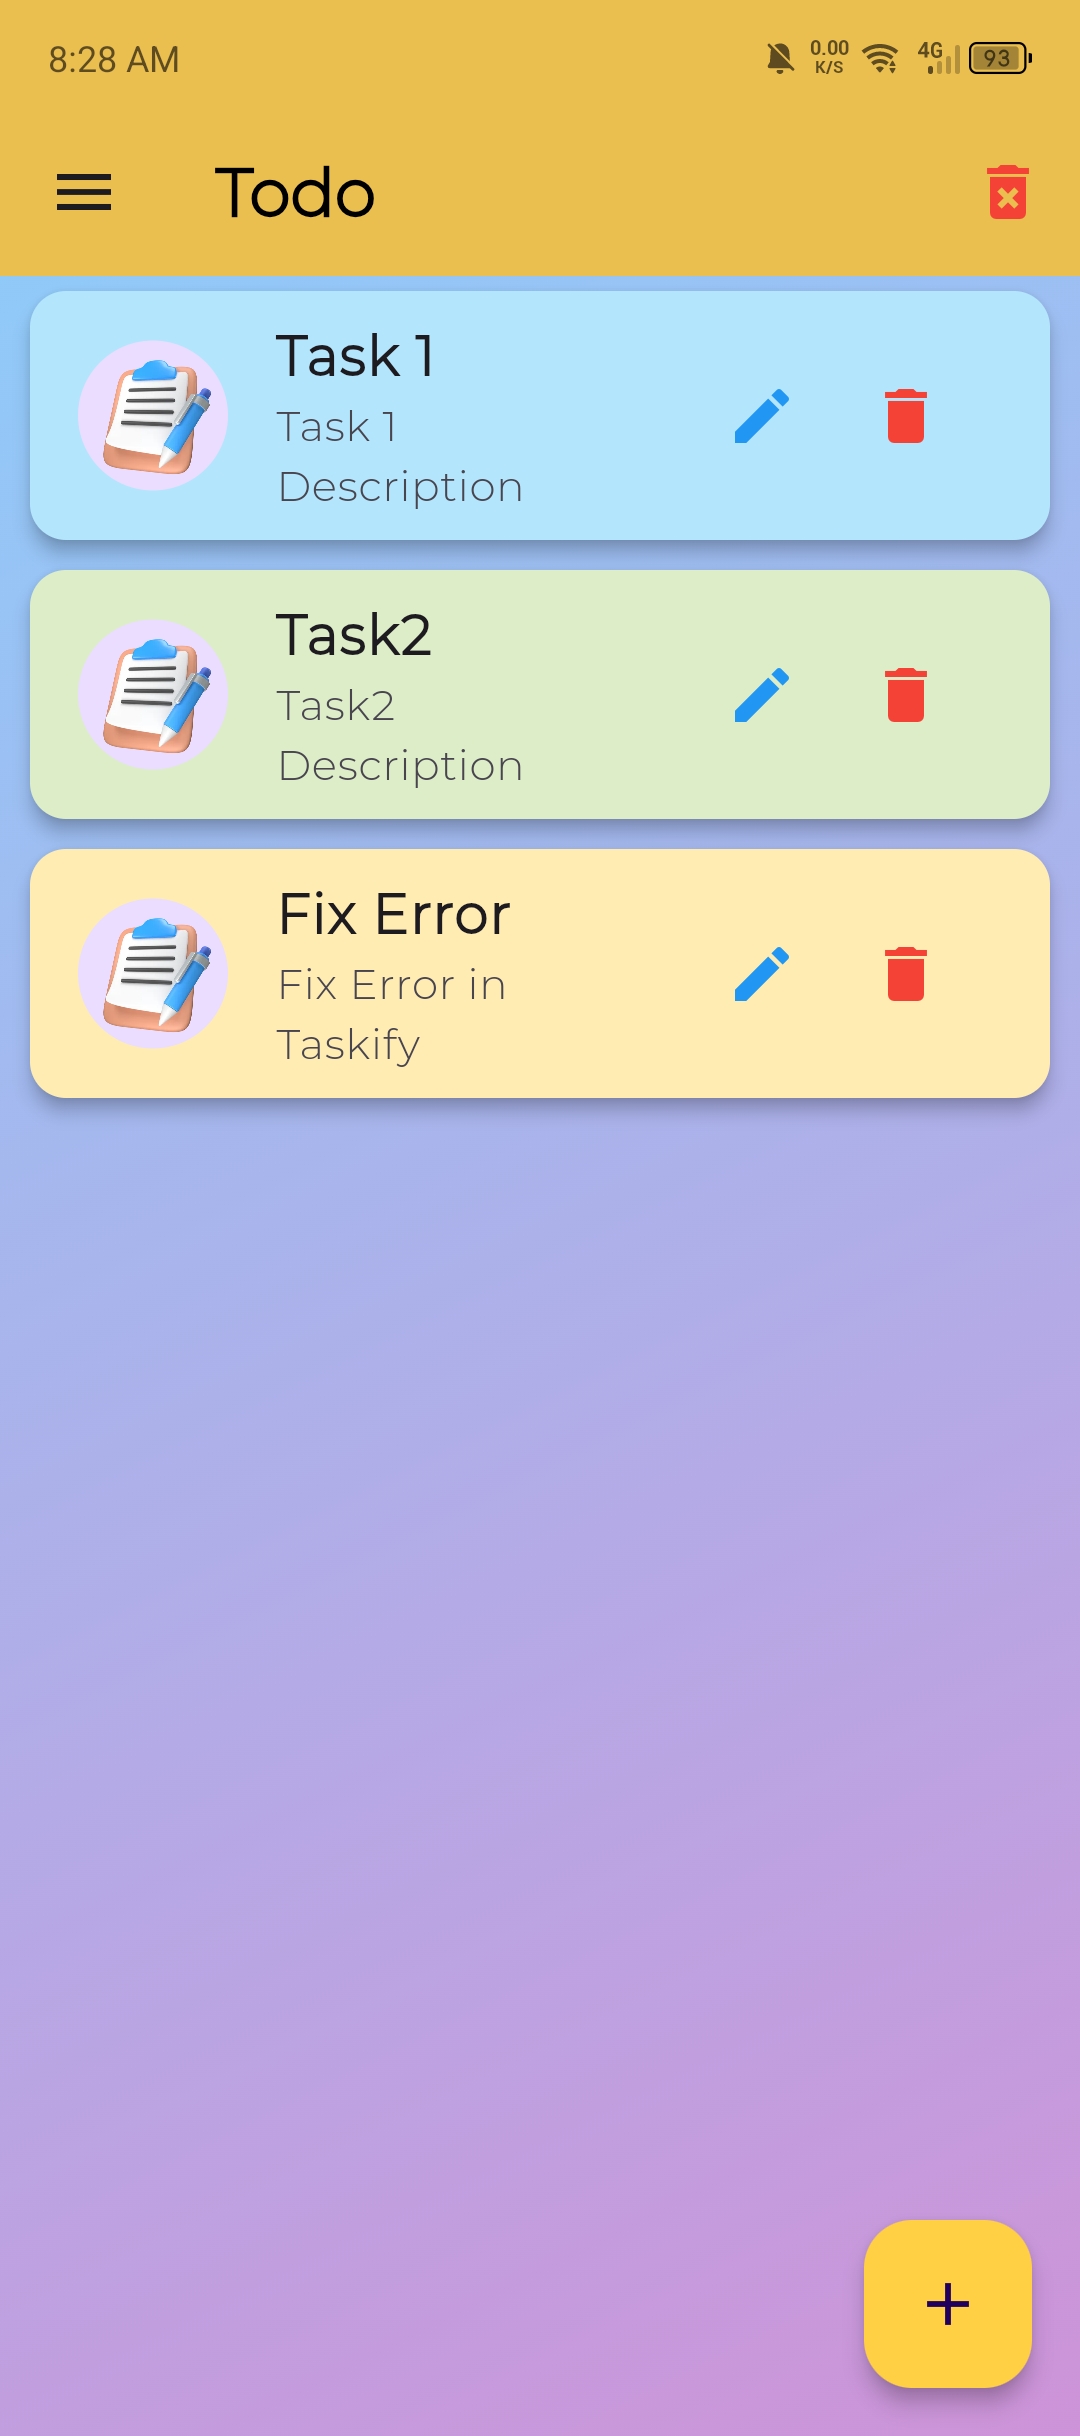 8:28 AM
0.00
K/S
4G
93
Todo
Task 1
Task 1
Description
Task2
Task2
Description
Fix Error
Fix Error in
Taskify